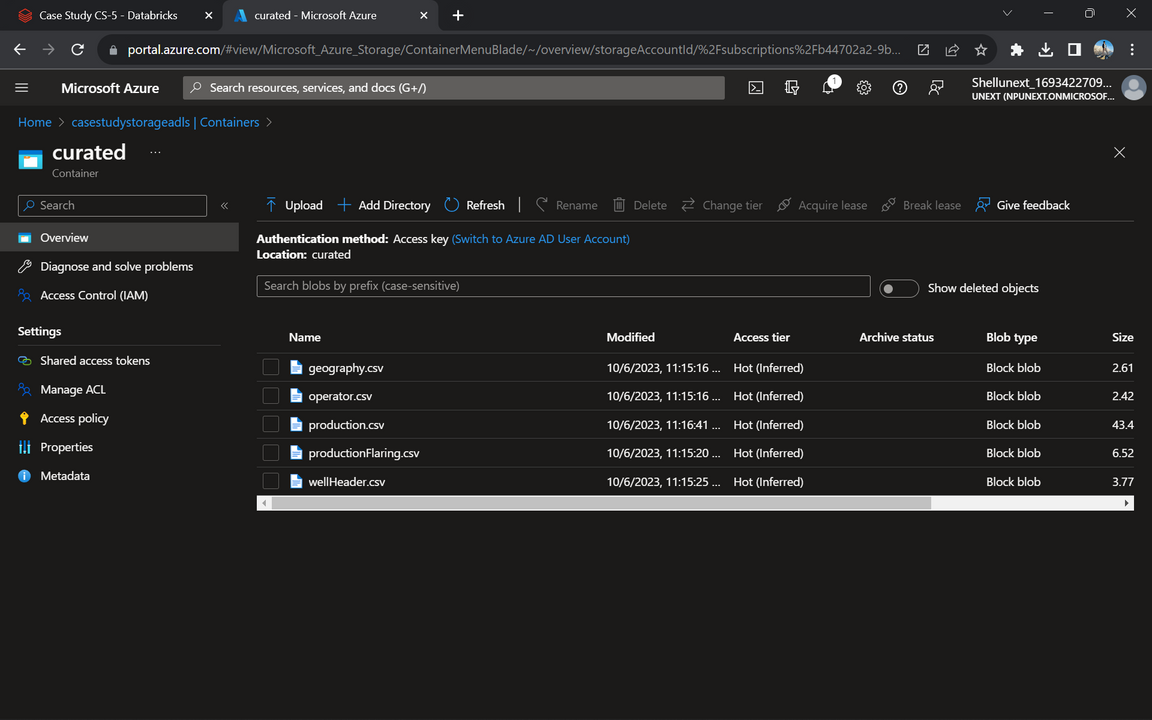 Case Study CS-5 - Databricks
curated - Microsoft Azure
portal.azure.com/#view/Microsoft_Azure_Storage/ContainerMenuBlade/~/overview/storageAccountId/%2Fsubscriptions%2Fb44702a2-9b...
Microsoft Azure
Search resources, services, and docs (G+/)
1
Shellunext_1693422709...
UNEXT (NPUNEXT.ONMICROSOF...
Home > casestudystorageadls | Containers >
curated ...
Container
Search «
Overview
Diagnose and solve problems
Access Control (IAM)
Settings
Shared access tokens
Manage ACL
Access policy
Properties
Metadata
Upload Add Directory Refresh | Rename Delete Change tier Acquire lease Break lease Give feedback
Authentication method: Access key (Switch to Azure AD User Account)
Location: curated
Search blobs by prefix (case-sensitive)
Show deleted objects
Name Modified Access tier Archive status Blob type Size
geography.csv 10/6/2023, 11:15:16 ... Hot (Inferred) Block blob 2.61
operator.csv 10/6/2023, 11:15:16 ... Hot (Inferred) Block blob 2.42
production.csv 10/6/2023, 11:16:41 ... Hot (Inferred) Block blob 43.4
productionFlaring.csv 10/6/2023, 11:15:20 ... Hot (Inferred) Block blob 6.52
wellHeader.csv 10/6/2023, 11:15:25 ... Hot (Inferred) Block blob 3.77